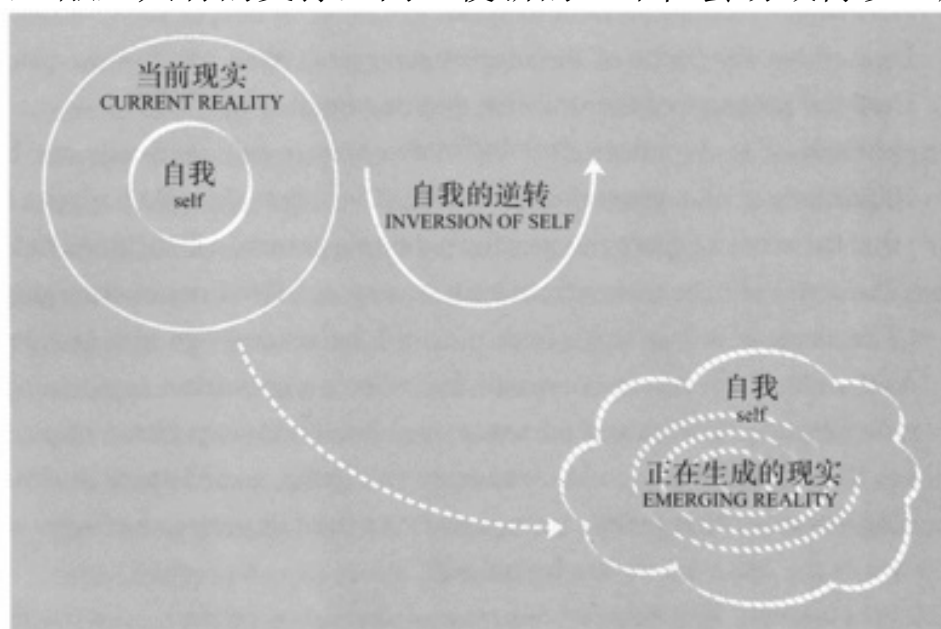 当前现实
CURRENT REALITY
自我
self
自我的逆转
INVERSION OF SELF
自我
self
正在生成的现实
EMERGING REALITY